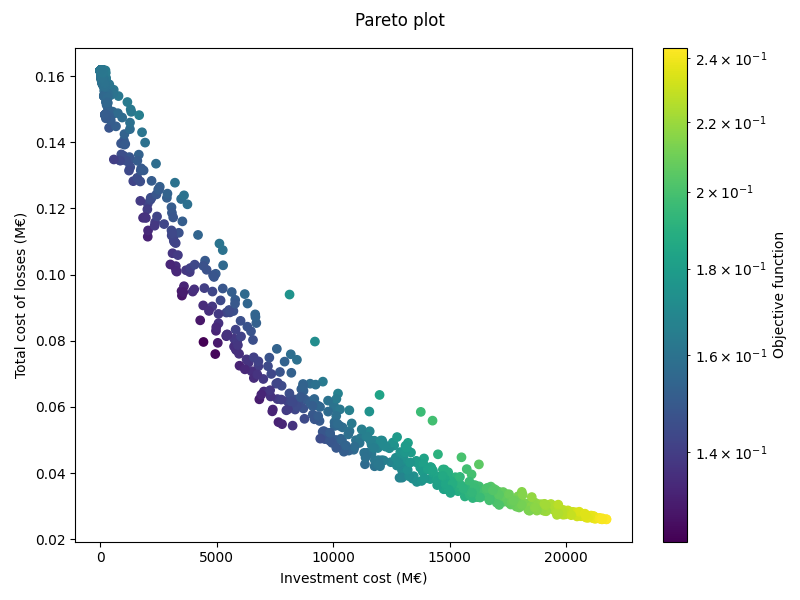 Pareto plot
0.16
0.14
0.12
0.10
0.08
0.06
0.04
0.02
Total cost of losses (M€)
0 5000 10000 15000 20000
Investment cost (M€)
2.4 × 10⁻¹
2.2 × 10⁻¹
2 × 10⁻¹
1.8 × 10⁻¹
1.6 × 10⁻¹
1.4 × 10⁻¹
Objective function